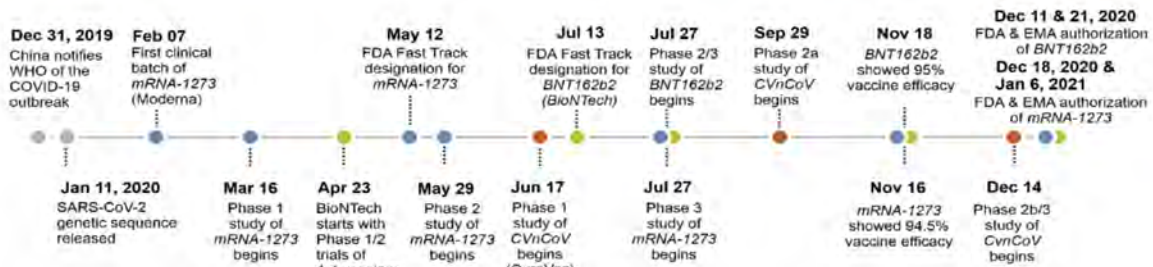 Dec 31, 2019
China notifies
WHO of the
COVID-19
outbreak
Feb 07
First clinical
batch of
mRNA-1273
(Moderna)
May 12
FDA Fast Track
designation for
mRNA-1273
Jul 13
FDA Fast Track
designation for
BNT162b2
(BioNTech)
Jul 27
Phase 2/3
study of
BNT162b2
begins
Sep 29
Phase 2a
study of
CVnCoV
begins
Nov 18
BNT162b2
showed 95%
vaccine efficacy
Dec 11 & 21, 2020
FDA & EMA authorization
of BNT162b2
Dec 18, 2020 &
Jan 6, 2021
FDA & EMA authorization
of mRNA-1273
Jan 11, 2020
SARS-CoV-2
genetic sequence
released
Mar 16
Phase 1
study of
mRNA-1273
begins
Apr 23
BioNTech
starts with
Phase 1/2
trials of
May 29
Phase 2
study of
mRNA-1273
begins
Jun 17
Phase 1
study of
CVnCoV
begins
Jul 27
Phase 3
study of
mRNA-1273
begins
Nov 16
mRNA-1273
showed 94.5%
vaccine efficacy
Dec 14
Phase 2b/3
study of
CvnCoV
begins